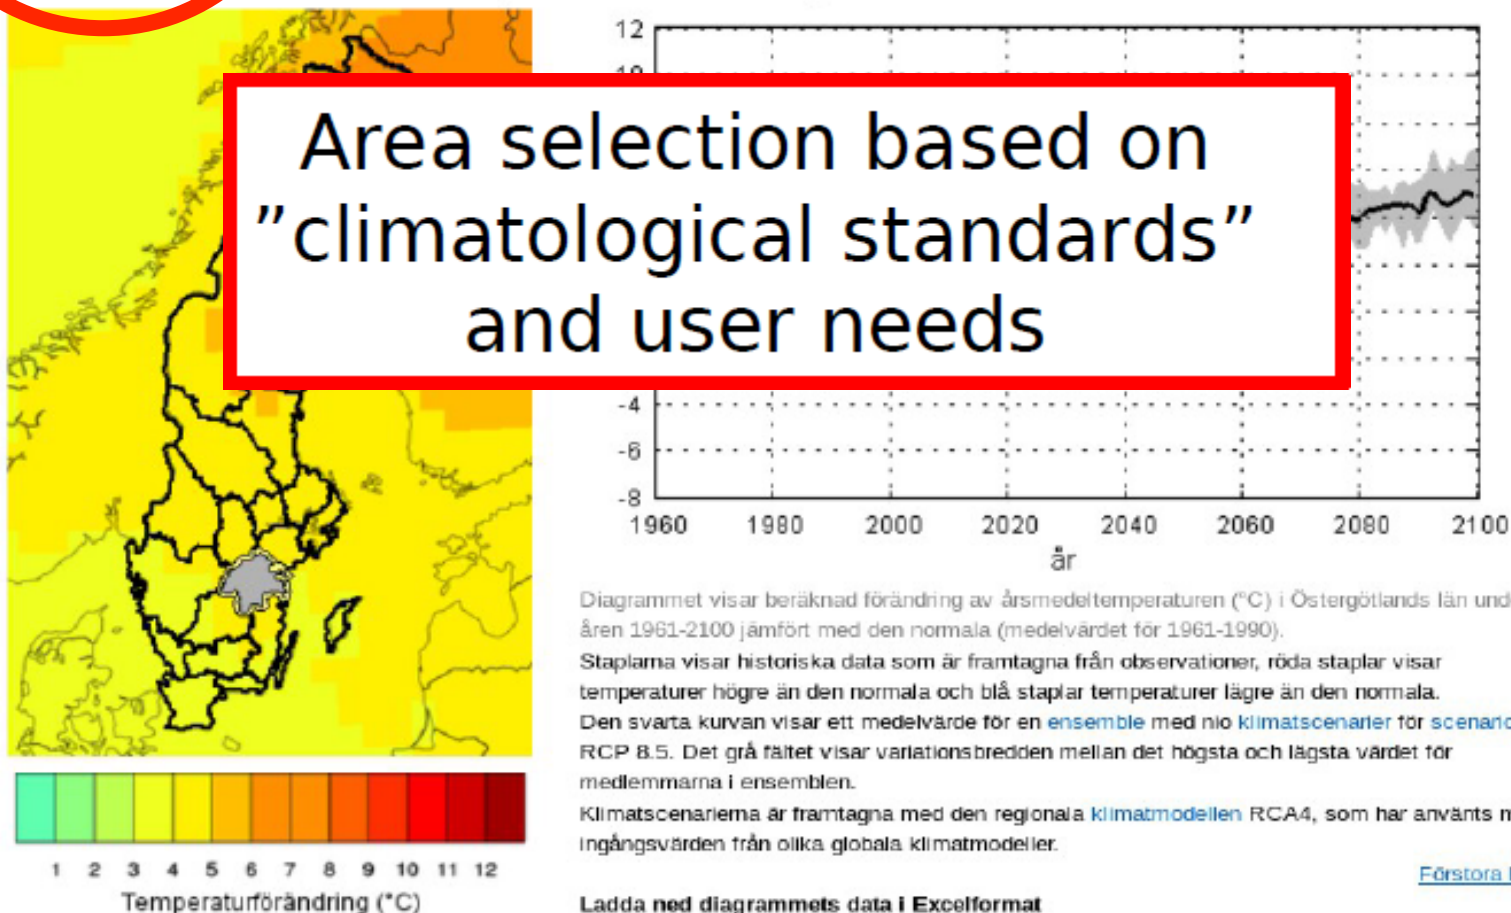 12
10
Area selection based on
”climatological standards”
and user needs
-4
-6
-8
1960 1980 2000 2020 2040 2060 2080 2100
år
Diagrammet visar beräknad förändring av årsmedeltemperaturen (°C) i Östergötlands län und
åren 1961-2100 jämfört med den normala (medelvärdet för 1961-1990).
Staplarna visar historiska data som är framtagna från observationer, röda staplar visar
temperaturer högre än den normala och blå staplar temperaturer lägre än den normala.
Den svarta kurvan visar ett medelvärde för en ensemble med nio klimatscenarier för scenario
RCP 8.5. Det grå fältet visar variationsbredden mellan det högsta och lägsta värdet för
medlemmarna i ensemblen.
Klimatscenarierna är framtagna med den regionala klimatmodellen RCA4, som har använts m
ingångsvärden från olika globala klimatmodeller.
Förstora
Ladda ned diagrammets data i Excelformat
1 2 3 4 5 6 7 8 9 10 11 12
Temperaturförändring (°C)